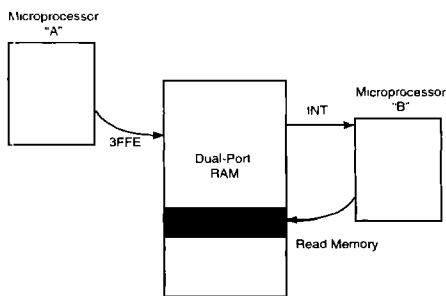 Microprocessor
"A"
3FFE
Dual-Port
RAM
INT
Microprocessor
"B"
Read Memory